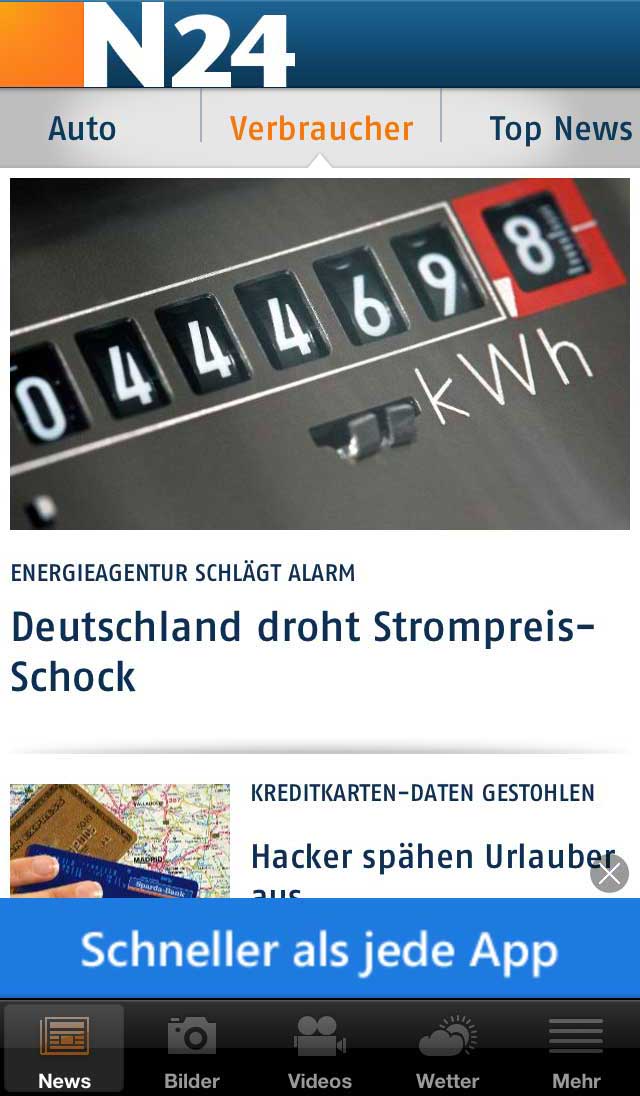 N24
Auto Verbraucher Top News
0 4 4 4 6 9 8
kWh
ENERGIEAGENTUR SCHLÄGT ALARM
Deutschland droht Strompreis-
Schock
KREDITKARTEN-DATEN GESTOHLEN
Hacker spähen Urlauber
aus
MADRID
Sparda-Bank
Schneller als jede App
News Bilder Videos Wetter Mehr